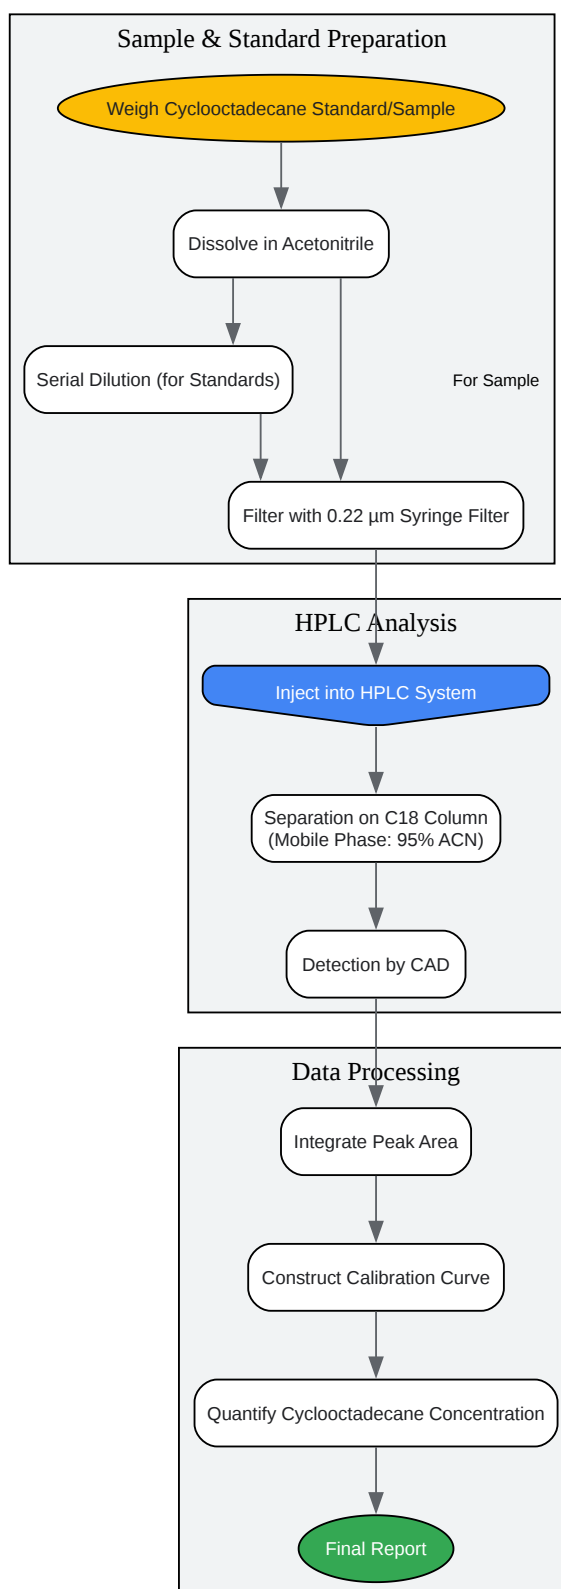 Sample & Standard Preparation
Weigh Cyclooctadecane Standard/Sample
Dissolve in Acetonitrile
Serial Dilution (for Standards)
For Sample
Filter with 0.22 µm Syringe Filter
HPLC Analysis
Inject into HPLC System
Separation on C18 Column
(Mobile Phase: 95% ACN)
Detection by CAD
Data Processing
Integrate Peak Area
Construct Calibration Curve
Quantify Cyclooctadecane Concentration
Final Report